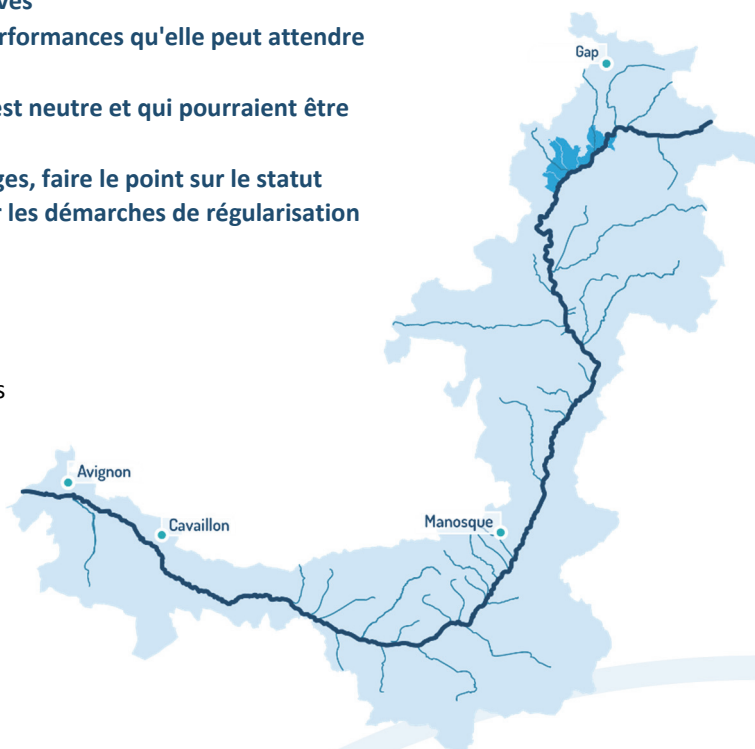 ves
erformances qu'elle peut attendre
est neutre et qui pourraient être
ges, faire le point sur le statut
r les démarches de régularisation
s
Gap
Avignon
Cavaillon
Manosque